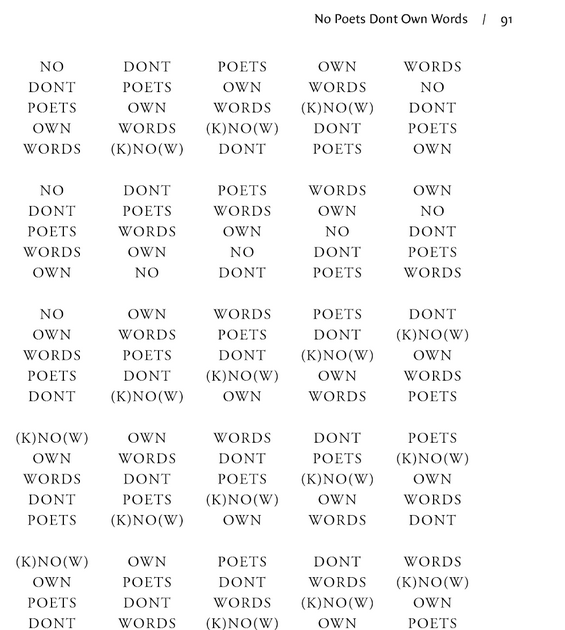 No Poets Dont Own Words / 91
NO DONT POETS OWN WORDS
DONT POETS OWN WORDS NO
POETS OWN WORDS (K)NO(W) DONT
OWN WORDS (K)NO(W) DONT POETS
WORDS (K)NO(W) DONT POETS OWN
NO DONT POETS WORDS OWN
DONT POETS WORDS OWN NO
POETS WORDS OWN NO DONT
WORDS OWN NO DONT POETS
OWN NO DONT POETS WORDS
NO OWN WORDS POETS DONT
OWN WORDS POETS DONT (K)NO(W)
WORDS POETS DONT (K)NO(W) OWN
POETS DONT (K)NO(W) OWN WORDS
DONT (K)NO(W) OWN WORDS POETS
(K)NO(W) OWN WORDS DONT POETS
OWN WORDS DONT POETS (K)NO(W)
WORDS DONT POETS (K)NO(W) OWN
DONT POETS (K)NO(W) OWN WORDS
POETS (K)NO(W) OWN WORDS DONT
(K)NO(W) OWN POETS DONT WORDS
OWN POETS DONT WORDS (K)NO(W)
POETS DONT WORDS (K)NO(W) OWN
DONT WORDS (K)NO(W) OWN POETS